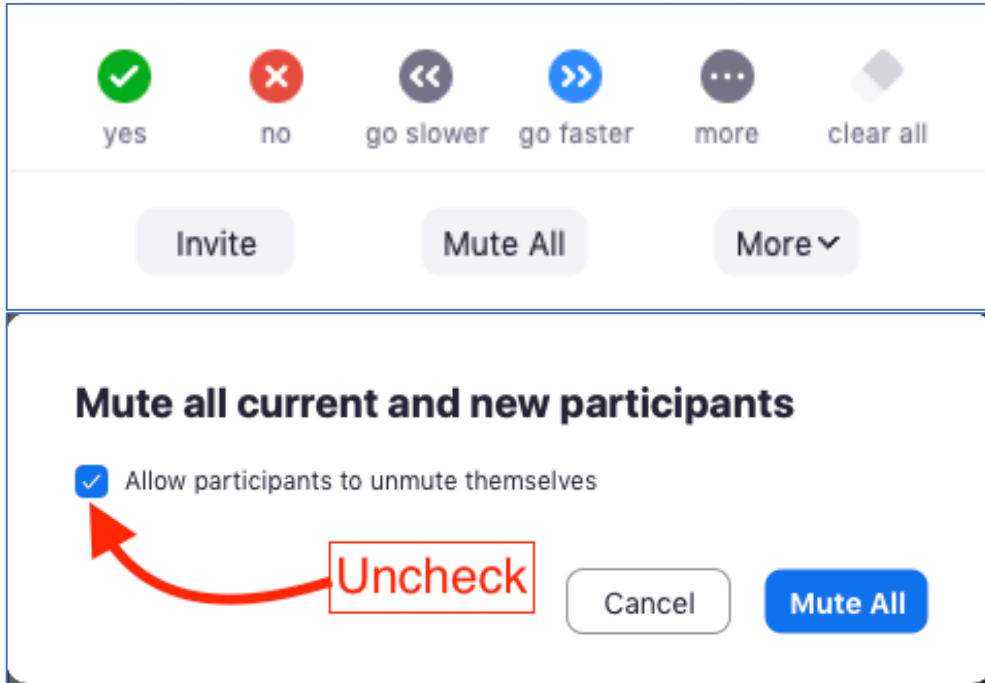 yes no go slower go faster more clear all
Invite Mute All More
Mute all current and new participants
Allow participants to unmute themselves
Uncheck
Cancel Mute All